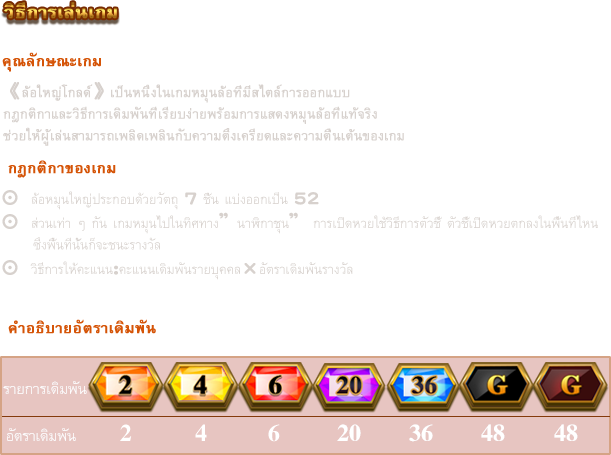 วิธีการเล่นเกม
คุณลักษณะเกม
《ล้อใหญ่โกลด์》เป็นหนึ่งในเกมหมุนล้อที่มีสไตล์การออกแบบ
กฎกติกาและวิธีการเดิมพันที่เรียบง่ายพร้อมการแสดงหมุนล้อที่แท้จริง
ช่วยให้ผู้เล่นสามารถเพลิดเพลินกับความตึงเครียดและความตื่นเต้นของเกม
กฎกติกาของเกม
ล้อหมุนใหญ่ประกอบด้วยวัตถุ 7 ชิ้น แบ่งออกเป็น 52
ส่วนเท่า ๆ กัน เกมหมุนไปในทิศทาง” นาฬิกาซุน” การเปิดหวยใช้วิธีการตัวชี้ ตัวชี้เปิดหวยตกลงในพื้นที่ไหน
ซึ่งพื้นที่นั้นก็จะชนะรางวัล
วิธีการให้คะแนน:คะแนนเดิมพันรายบุคคล×อัตราเดิมพันรางวัล
คำอธิบายอัตราเดิมพัน
รายการเดิมพัน 2 4 6 20 36 G G
อัตราเดิมพัน 2 4 6 20 36 48 48